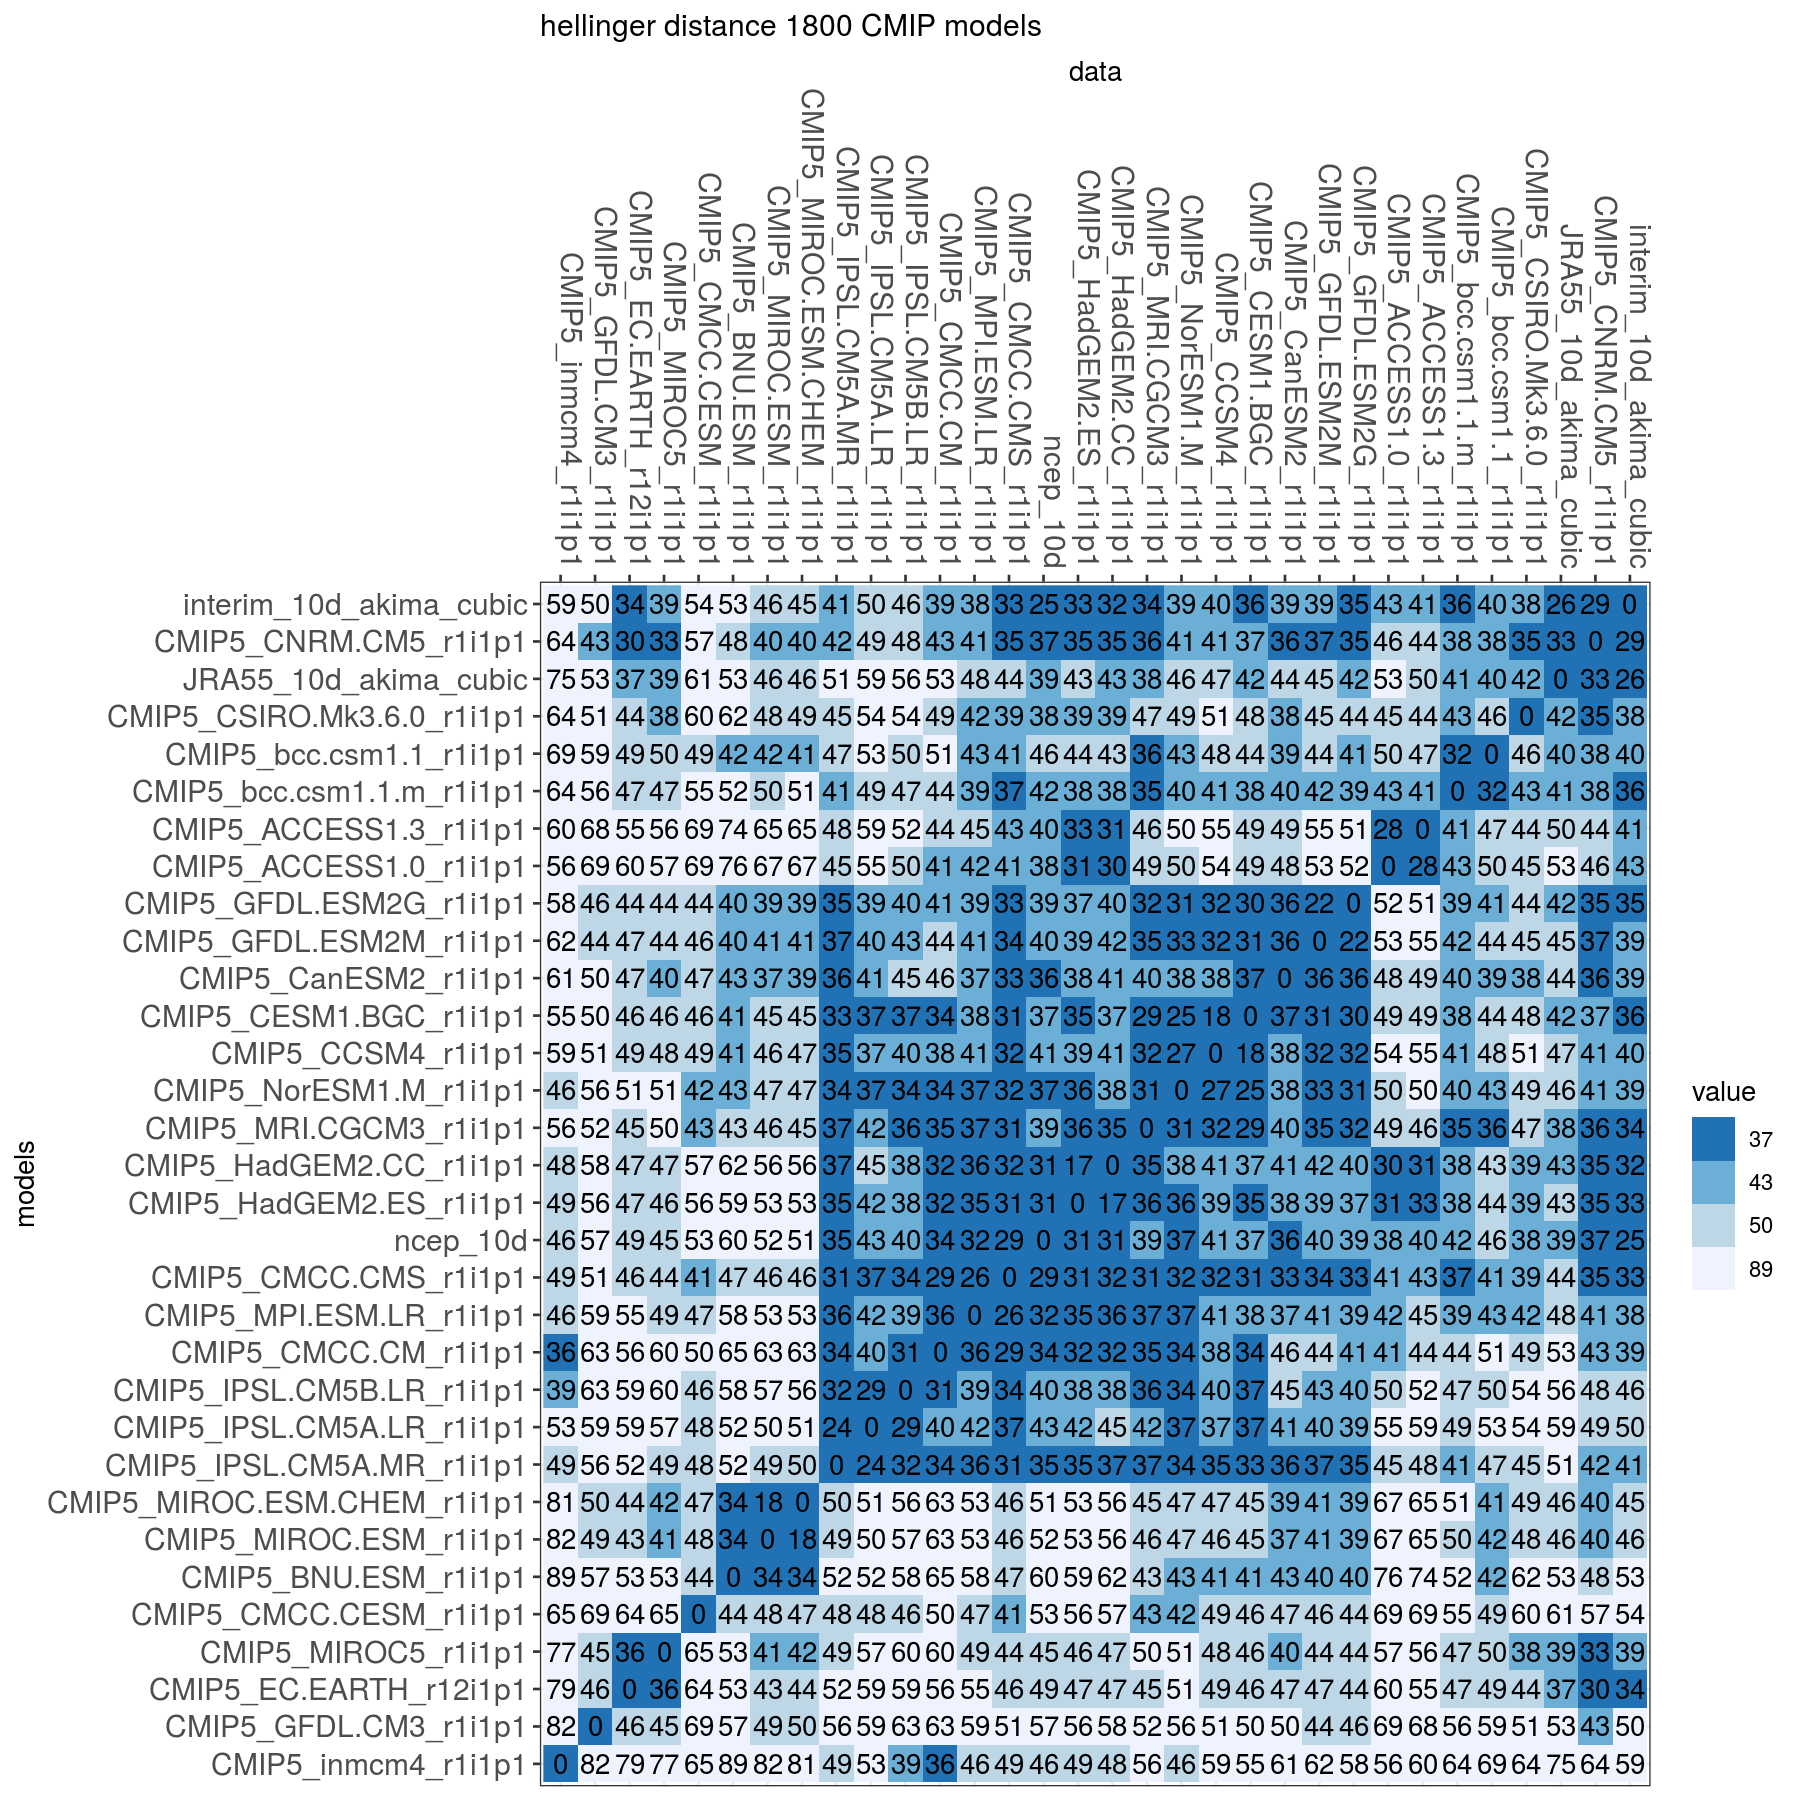 hellinger distance 1800 CMIP models
data
CMIP5_inmcm4_r1i1p1
CMIP5_GFDL.CM3_r1i1p1
CMIP5_EC.EARTH_r12i1p1
CMIP5_MIROC5_r1i1p1
CMIP5_CMCC.CESM_r1i1p1
CMIP5_BNU.ESM_r1i1p1
CMIP5_MIROC.ESM_r1i1p1
CMIP5_MIROC.ESM.CHEM_r1i1p1
CMIP5_IPSL.CM5A.MR_r1i1p1
CMIP5_IPSL.CM5A.LR_r1i1p1
CMIP5_IPSL.CM5B.LR_r1i1p1
CMIP5_CMCC.CM_r1i1p1
CMIP5_MPI.ESM.LR_r1i1p1
CMIP5_CMCC.CMS_r1i1p1
ncep_10d
CMIP5_HadGEM2.ES_r1i1p1
CMIP5_HadGEM2.CC_r1i1p1
CMIP5_MRI.CGCM3_r1i1p1
CMIP5_NorESM1.M_r1i1p1
CMIP5_CCSM4_r1i1p1
CMIP5_CESM1.BGC_r1i1p1
CMIP5_CanESM2_r1i1p1
CMIP5_GFDL.ESM2M_r1i1p1
CMIP5_GFDL.ESM2G_r1i1p1
CMIP5_ACCESS1.0_r1i1p1
CMIP5_ACCESS1.3_r1i1p1
CMIP5_bcc.csm1.1.m_r1i1p1
CMIP5_bcc.csm1.1_r1i1p1
CMIP5_CSIRO.Mk3.6.0_r1i1p1
JRA55_10d_akima_cubic
CMIP5_CNRM.CM5_r1i1p1
interim_10d_akima_cubic
interim_10d_akima_cubic 59 50 34 39 54 53 46 45 41 50 46 39 38 33 25 33 32 34 39 40 36 39 39 35 43 41 36 40 38 26 29 0
CMIP5_CNRM.CM5_r1i1p1 64 43 30 33 57 48 40 40 42 49 48 43 41 35 37 35 35 36 41 41 37 36 37 35 46 44 38 38 35 33 0 29
JRA55_10d_akima_cubic 75 53 37 39 61 53 46 46 51 59 56 53 48 44 39 43 43 38 46 47 42 44 45 42 53 50 41 40 42 0 33 26
CMIP5_CSIRO.Mk3.6.0_r1i1p1 64 51 44 38 60 62 48 49 45 54 54 49 42 39 38 39 39 47 49 51 48 38 45 44 45 44 43 46 0 42 35 38
CMIP5_bcc.csm1.1_r1i1p1 69 59 49 50 49 42 42 41 47 53 50 51 43 41 46 44 43 36 43 48 44 39 44 41 50 47 32 0 46 40 38 40
CMIP5_bcc.csm1.1.m_r1i1p1 64 56 47 47 55 52 50 51 41 49 47 44 39 37 42 38 38 35 40 41 38 40 42 39 43 41 0 32 43 41 38 36
CMIP5_ACCESS1.3_r1i1p1 60 68 55 56 69 74 65 65 48 59 52 44 45 43 40 33 31 46 50 55 49 49 55 51 28 0 41 47 44 50 44 41
CMIP5_ACCESS1.0_r1i1p1 56 69 60 57 69 76 67 67 45 55 50 41 42 41 38 31 30 49 50 54 49 48 53 52 0 28 43 50 45 53 46 43
CMIP5_GFDL.ESM2G_r1i1p1 58 46 44 44 44 40 39 39 35 39 40 41 39 33 39 37 40 32 31 32 30 36 22 0 52 51 39 41 44 42 35 35
CMIP5_GFDL.ESM2M_r1i1p1 62 44 47 44 46 40 41 41 37 40 43 44 41 34 40 39 42 35 33 32 31 36 0 22 53 55 42 44 45 45 37 39
CMIP5_CanESM2_r1i1p1 61 50 47 40 47 43 37 39 36 41 45 46 37 33 36 38 41 40 38 38 37 0 36 36 48 49 40 39 38 44 36 39
CMIP5_CESM1.BGC_r1i1p1 55 50 46 46 46 41 45 45 33 37 37 34 38 31 37 35 37 29 25 18 0 37 31 30 49 49 38 44 48 42 37 36
CMIP5_CCSM4_r1i1p1 59 51 49 48 49 41 46 47 35 37 40 38 41 32 41 39 41 32 27 0 18 38 32 32 54 55 41 48 51 47 41 40
CMIP5_NorESM1.M_r1i1p1 46 56 51 51 42 43 47 47 34 37 34 34 37 32 37 36 38 31 0 27 25 38 33 31 50 50 40 43 49 46 41 39
CMIP5_MRI.CGCM3_r1i1p1 56 52 45 50 43 43 46 45 37 42 36 35 37 31 39 36 35 0 31 32 29 40 35 32 49 46 35 36 47 38 36 34
CMIP5_HadGEM2.CC_r1i1p1 48 58 47 47 57 62 56 56 37 45 38 32 36 32 31 17 0 35 38 41 37 41 42 40 30 31 38 43 39 43 35 32
CMIP5_HadGEM2.ES_r1i1p1 49 56 47 46 56 59 53 53 35 42 38 32 35 31 31 0 17 36 36 39 35 38 39 37 31 33 38 44 39 43 35 33
models
ncep_10d 46 57 49 45 53 60 52 51 35 43 40 34 32 29 0 31 31 39 37 41 37 36 40 39 38 40 42 46 38 39 37 25
CMIP5_CMCC.CMS_r1i1p1 49 51 46 44 41 47 46 46 31 37 34 29 26 0 29 31 32 31 32 32 31 33 34 33 41 43 37 41 39 44 35 33
CMIP5_MPI.ESM.LR_r1i1p1 46 59 55 49 47 58 53 53 36 42 39 36 0 26 32 35 36 37 37 41 38 37 41 39 42 45 39 43 42 48 41 38
CMIP5_CMCC.CM_r1i1p1 36 63 56 60 50 65 63 63 34 40 31 0 36 29 34 32 32 35 34 38 34 46 44 41 41 44 44 51 49 53 43 39
CMIP5_IPSL.CM5B.LR_r1i1p1 39 63 59 60 46 58 57 56 32 29 0 31 39 34 40 38 38 36 34 40 37 45 43 40 50 52 47 50 54 56 48 46
CMIP5_IPSL.CM5A.LR_r1i1p1 53 59 59 57 48 52 50 51 24 0 29 40 42 37 43 42 45 42 37 37 37 41 40 39 55 59 49 53 54 59 49 50
CMIP5_IPSL.CM5A.MR_r1i1p1 49 56 52 49 48 52 49 50 0 24 32 34 36 31 35 35 37 37 34 35 33 36 37 35 45 48 41 47 45 51 42 41
CMIP5_MIROC.ESM.CHEM_r1i1p1 81 50 44 42 47 34 18 0 50 51 56 63 53 46 51 53 56 45 47 47 45 39 41 39 67 65 51 41 49 46 40 45
CMIP5_MIROC.ESM_r1i1p1 82 49 43 41 48 34 0 18 49 50 57 63 53 46 52 53 56 46 47 46 45 37 41 39 67 65 50 42 48 46 40 46
CMIP5_BNU.ESM_r1i1p1 89 57 53 53 44 0 34 34 52 52 58 65 58 47 60 59 62 43 43 41 41 43 40 40 76 74 52 42 62 53 48 53
CMIP5_CMCC.CESM_r1i1p1 65 69 64 65 0 44 48 47 48 48 46 50 47 41 53 56 57 43 42 49 46 47 46 44 69 69 55 49 60 61 57 54
CMIP5_MIROC5_r1i1p1 77 45 36 0 65 53 41 42 49 57 60 60 49 44 45 46 47 50 51 48 46 40 44 44 57 56 47 50 38 39 33 39
CMIP5_EC.EARTH_r12i1p1 79 46 0 36 64 53 43 44 52 59 59 56 55 46 49 47 47 45 51 49 46 47 47 44 60 55 47 49 44 37 30 34
CMIP5_GFDL.CM3_r1i1p1 82 0 46 45 69 57 49 50 56 59 63 63 59 51 57 56 58 52 56 51 50 50 44 46 69 68 56 59 51 53 43 50
CMIP5_inmcm4_r1i1p1 0 82 79 77 65 89 82 81 49 53 39 36 46 49 46 49 48 56 46 59 55 61 62 58 56 60 64 69 64 75 64 59
value
37
43
50
89